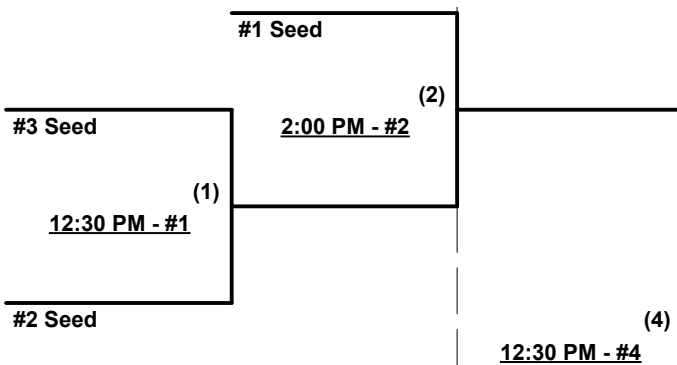 #1 Seed
(2)
#3 Seed
2:00 PM - #2
(1)
12:30 PM - #1
#2 Seed
(4)
12:30 PM - #4